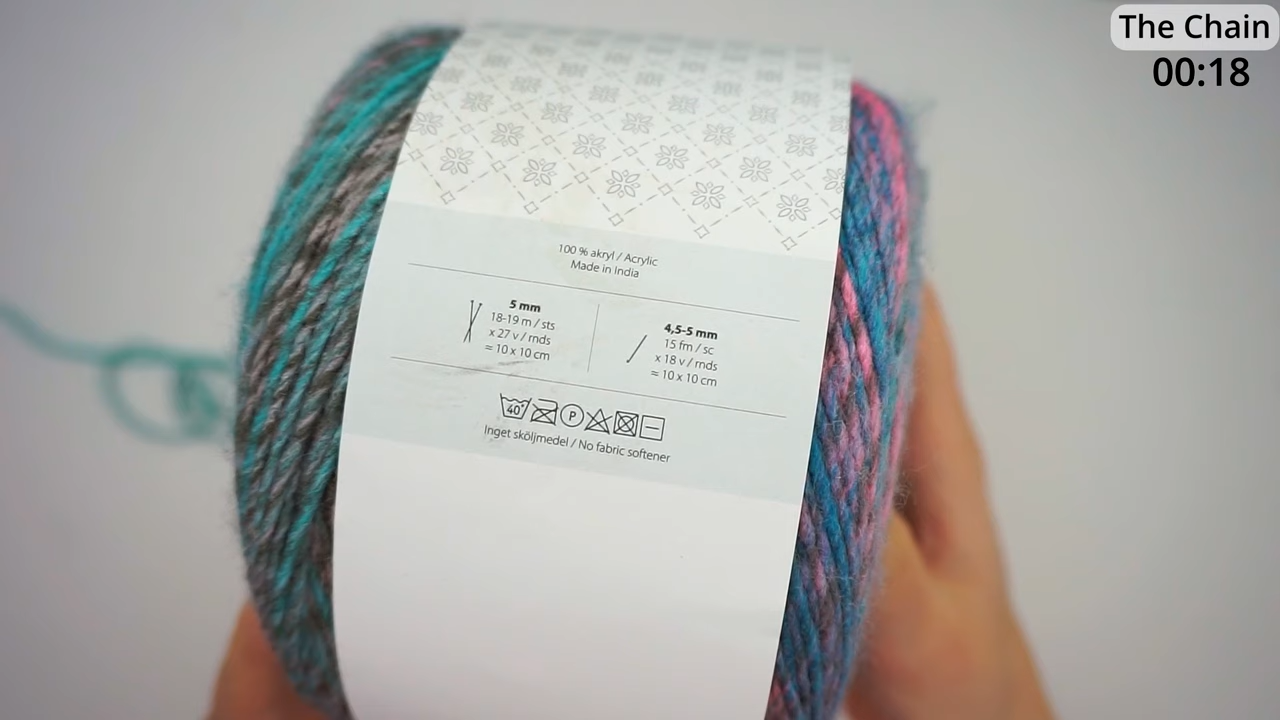 The Chain
00:18
100 % akryl / Acrylic
Made in India
5 mm
18-19 m / sts
x 27 v / rnds
= 10 x 10 cm
4,5-5 mm
15 fm / sc
x 18 v / rnds
= 10 x 10 cm
40°
P
Inget sköljmedel / No fabric softener